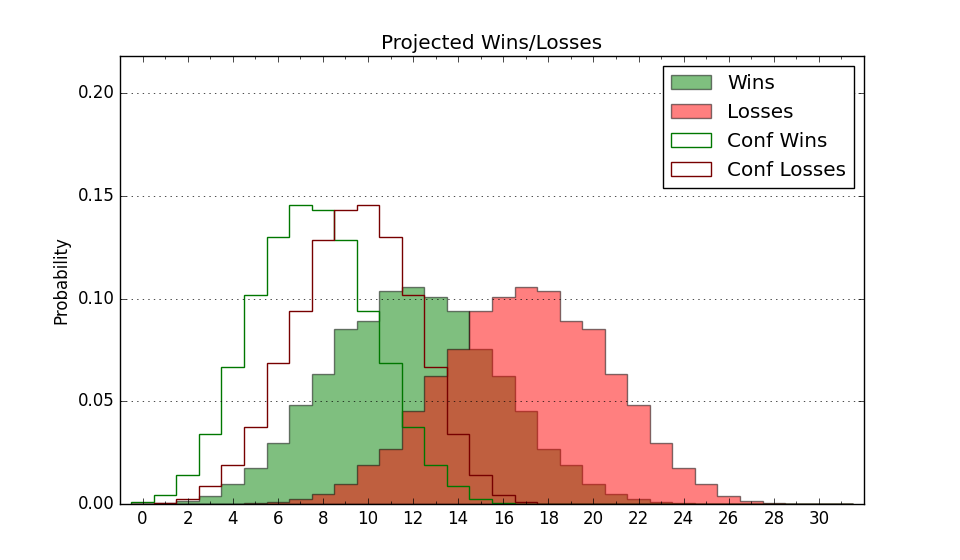 Projected Wins/Losses
Wins
Losses
Conf Wins
Conf Losses
Probability
0.20
0.15
0.10
0.05
0.00
0 2 4 6 8 10 12 14 16 18 20 22 24 26 28 30